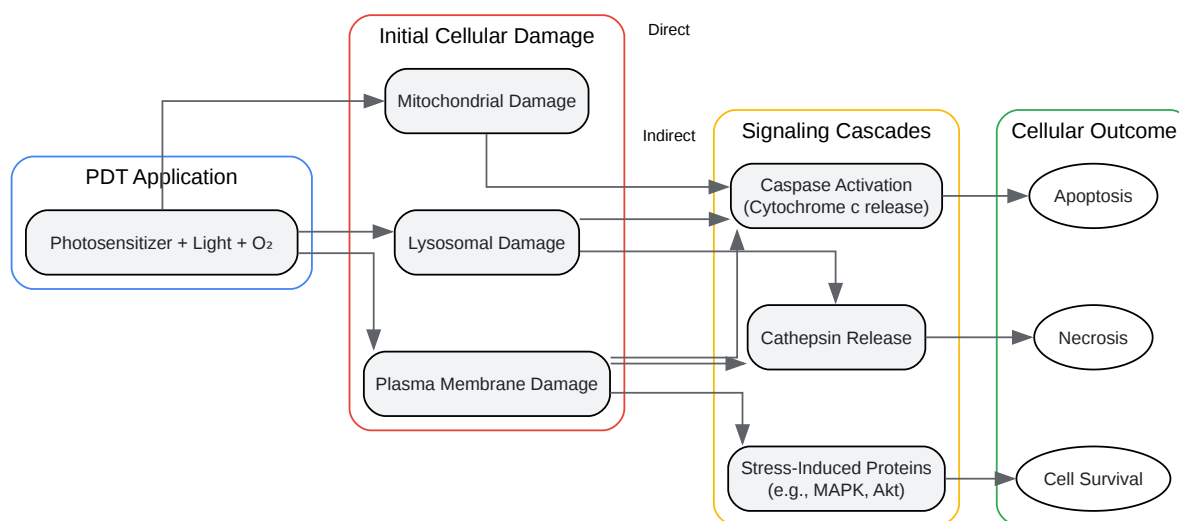 Initial Cellular Damage
Direct
Mitochondrial Damage
Indirect
Signaling Cascades
Cellular Outcome
PDT Application
Caspase Activation
(Cytochrome c release)
Apoptosis
Photosensitizer + Light + O₂
Lysosomal Damage
Cathepsin Release
Necrosis
Plasma Membrane Damage
Stress-Induced Proteins
(e.g., MAPK, Akt)
Cell Survival